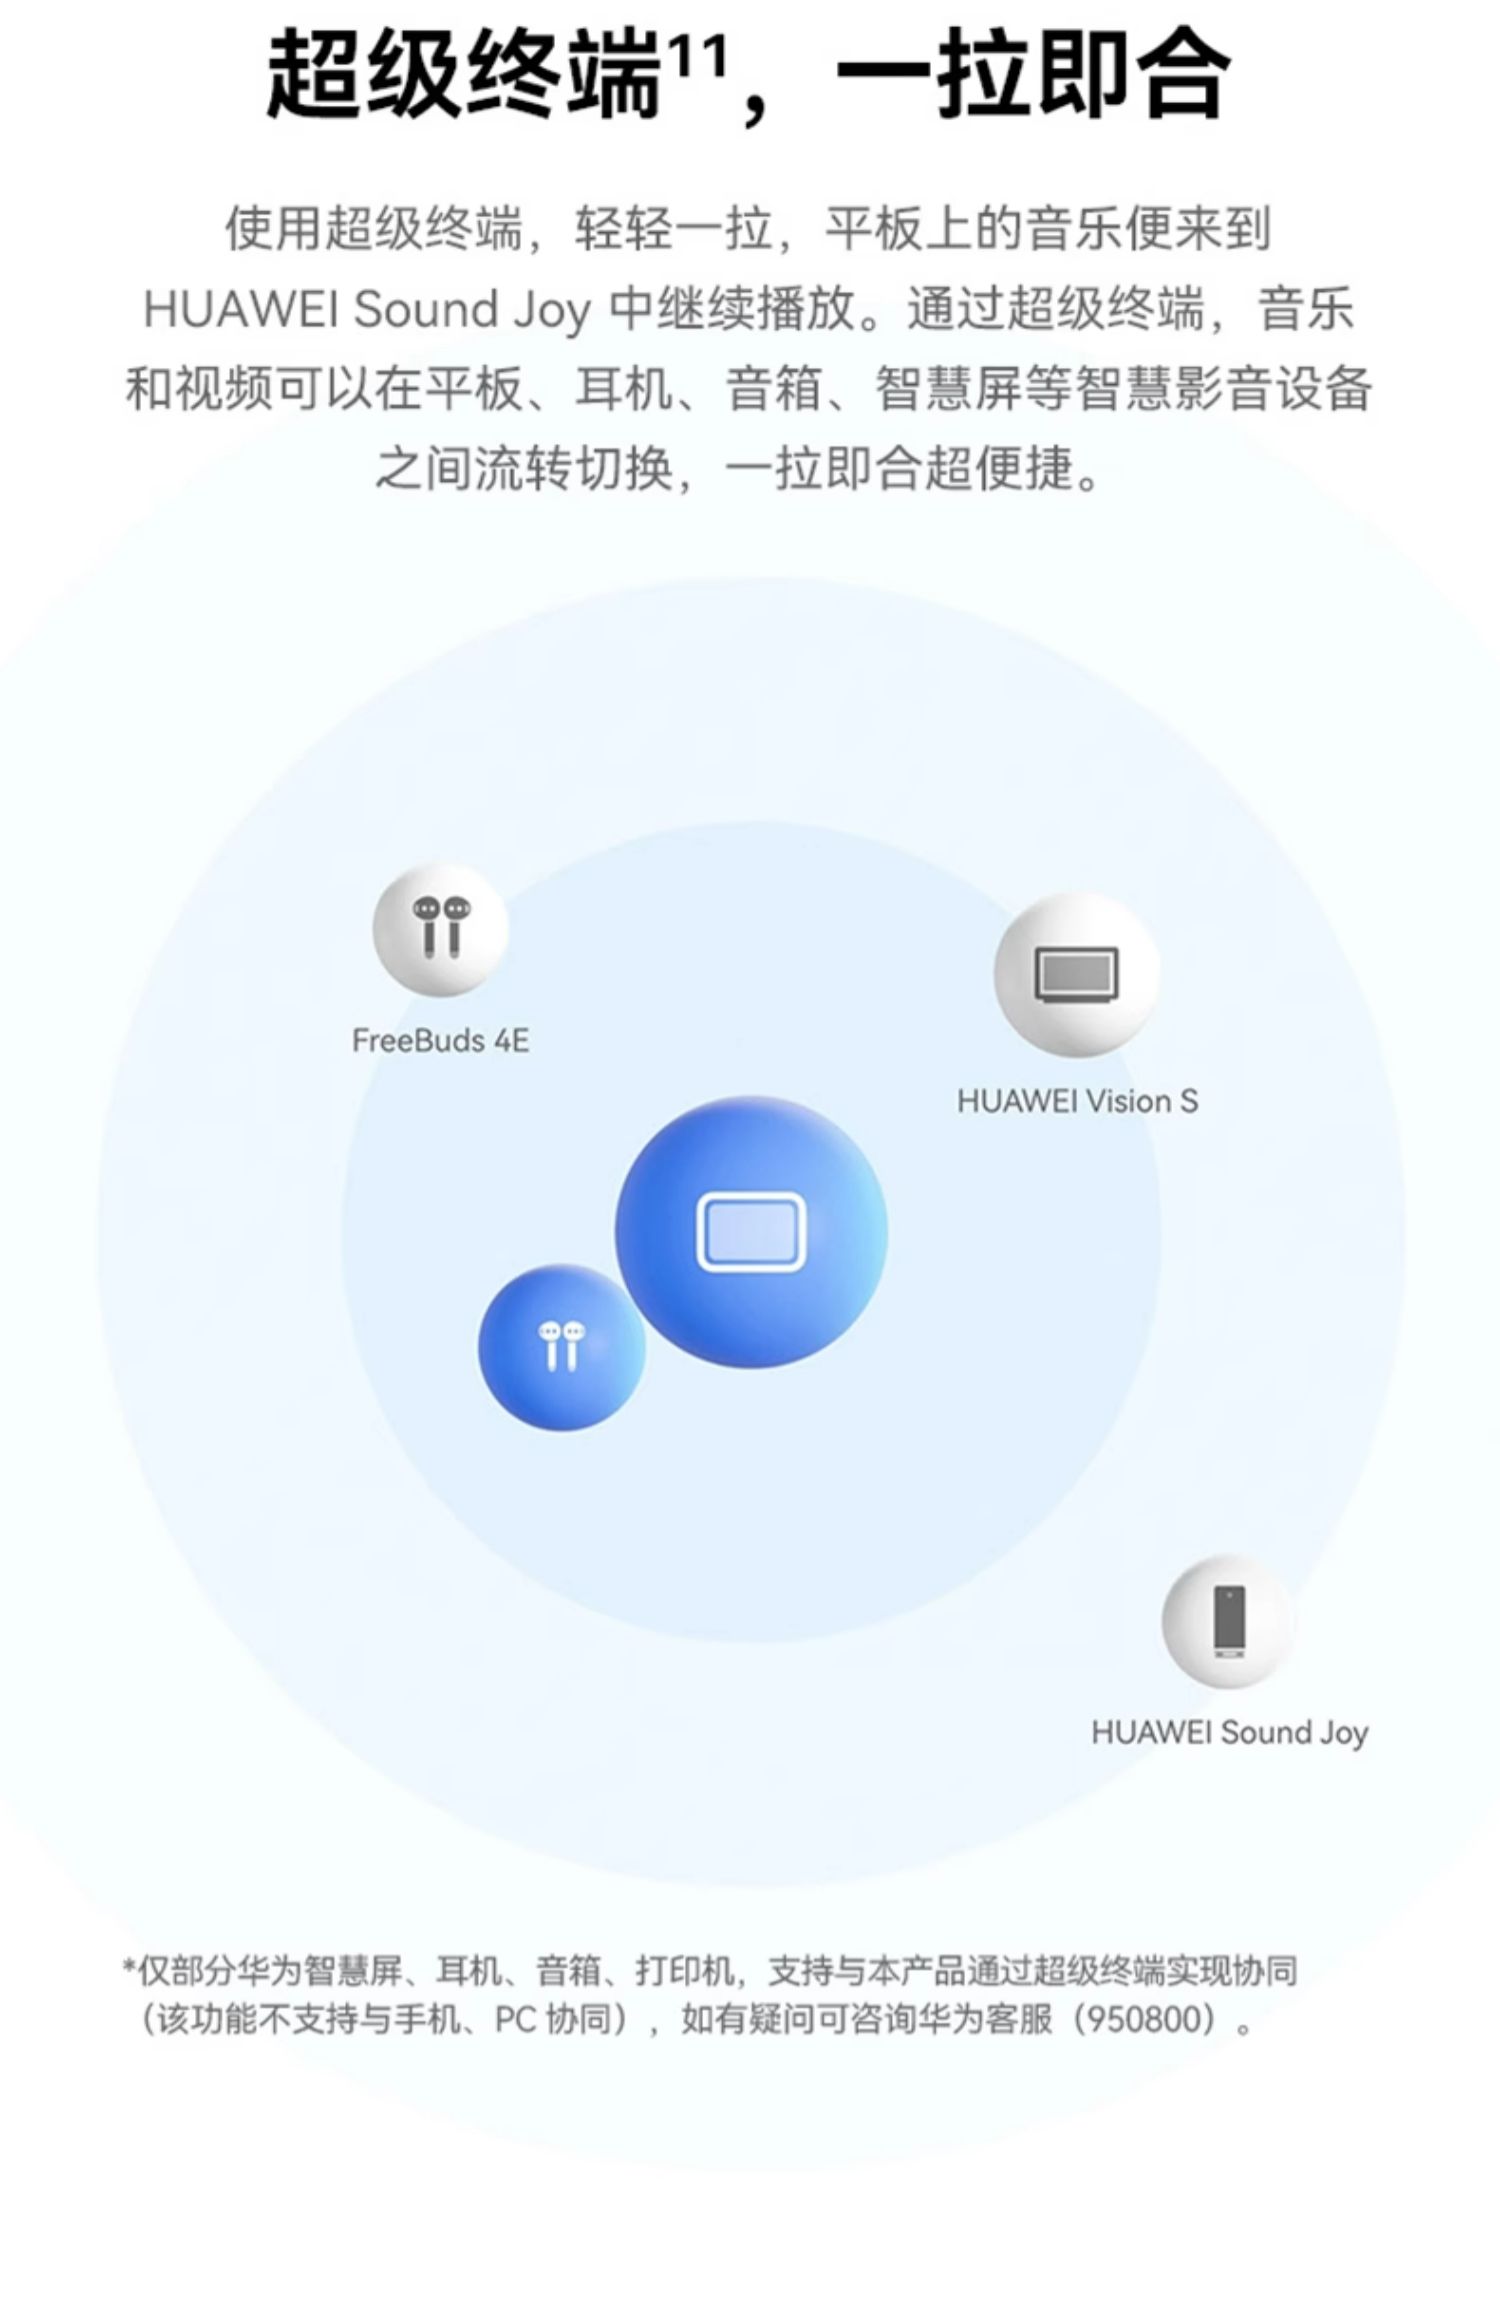 超级终端¹¹，一拉即合
使用超级终端，轻轻一拉，平板上的音乐便来到
HUAWEI Sound Joy 中继续播放。通过超级终端，音乐
和视频可以在平板、耳机、音箱、智慧屏等智慧影音设备
之间流转切换，一拉即合超便捷。
FreeBuds 4E
HUAWEI Vision S
HUAWEI Sound Joy
*仅部分华为智慧屏、耳机、音箱、打印机，支持与本产品通过超级终端实现协同
（该功能不支持与手机、PC 协同），如有疑问可咨询华为客服（950800）。